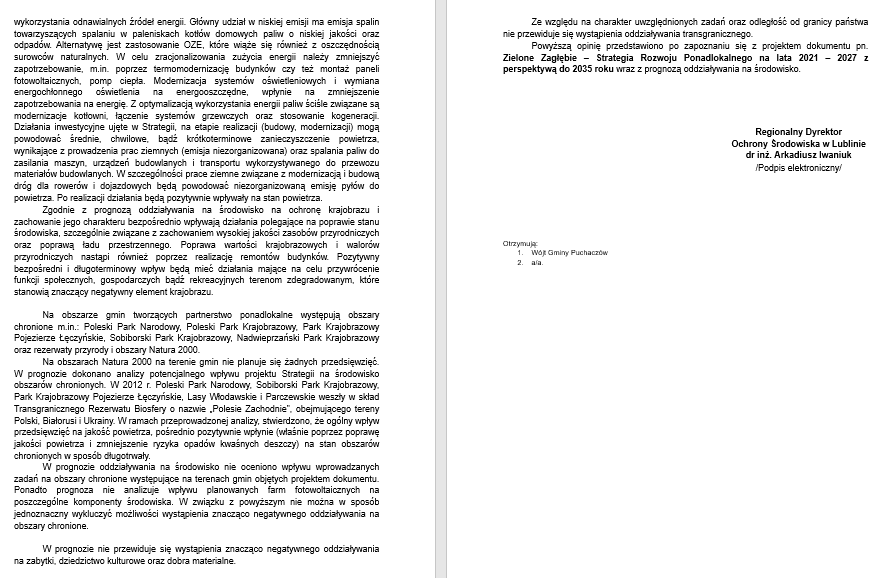 wykorzystania odnawialnych źródeł energii. Główny udział w niskiej emisji ma emisja spalin
towarzyszących spalaniu w paleniskach kotłów domowych paliw o niskiej jakości oraz
odpadów. Alternatywę jest zastosowanie OZE, które wiąże się również z oszczędnością
surowców naturalnych. W celu zracjonalizowania zużycia energii należy zmniejszyć
zapotrzebowanie, m.in. poprzez termomodernizację budynków czy też montaż paneli
fotowoltaicznych, pomp ciepła. Modernizacja systemów oświetleniowych i wymiana
energochłonnego oświetlenia na energooszczędne, wpłynie na zmniejszenie
zapotrzebowania na energię. Z optymalizacją wykorzystania energii paliw ściśle związane są
modernizacje kotłowni, łączenie systemów grzewczych oraz stosowanie kogeneracji.
Działania inwestycyjne ujęte w Strategii, na etapie realizacji (budowy, modernizacji) mogą
powodować średnie, chwilowe, bądź krótkoterminowe zanieczyszczenie powietrza,
wynikające z prowadzenia prac ziemnych (emisja niezorganizowana) oraz spalania paliw do
zasilania maszyn, urządzeń budowlanych i transportu wykorzystywanego do przewozu
materiałów budowlanych. W szczególności prace ziemne związane z modernizacją i budową
dróg dla rowerów i dojazdowych będą powodować niezorganizowaną emisję pyłów do
powietrza. Po realizacji działania będą pozytywnie wpływały na stan powietrza.
Zgodnie z prognozą oddziaływania na środowisko na ochronę krajobrazu i
zachowanie jego charakteru bezpośrednio wpływają działania polegające na poprawie stanu
środowiska, szczególnie związane z zachowaniem wysokiej jakości zasobów przyrodniczych
oraz poprawą ładu przestrzennego. Poprawa wartości krajobrazowych i walorów
przyrodniczych nastąpi również poprzez realizację remontów budynków. Pozytywny
bezpośredni i długoterminowy wpływ będą mieć działania mające na celu przywrócenie
funkcji społecznych, gospodarczych bądź rekreacyjnych terenom zdegradowanym, które
stanowią znaczący negatywny element krajobrazu.
Na obszarze gmin tworzących partnerstwo ponadlokalne występują obszary
chronione m.in.: Poleski Park Narodowy, Poleski Park Krajobrazowy, Park Krajobrazowy
Pojezierze Łęczyńskie, Sobiborski Park Krajobrazowy, Nadwieprzański Park Krajobrazowy
oraz rezerwaty przyrody i obszary Natura 2000.
Na obszarach Natura 2000 na terenie gmin nie planuje się żadnych przedsięwzięć.
W prognozie dokonano analizy potencjalnego wpływu projektu Strategii na środowisko
obszarów chronionych. W 2012 r. Poleski Park Narodowy, Sobiborski Park Krajobrazowy,
Park Krajobrazowy Pojezierze Łęczyńskie, Lasy Włodawskie i Parczewskie weszły w skład
Transgranicznego Rezerwatu Biosfery o nazwie „Polesie Zachodnie”, obejmującego tereny
Polski, Białorusi i Ukrainy. W ramach przeprowadzonej analizy, stwierdzono, że ogólny wpływ
przedsięwzięć na jakość powietrza, pośrednio pozytywnie wpłynie (właśnie poprzez poprawę
jakości powietrza i zmniejszenie ryzyka opadów kwaśnych deszczy) na stan obszarów
chronionych w sposób długotrwały.
W prognozie oddziaływania na środowisko nie oceniono wpływu wprowadzanych
zadań na obszary chronione występujące na terenach gmin objętych projektem dokumentu.
Ponadto prognoza nie analizuje wpływu planowanych farm fotowoltaicznych na
poszczególne komponenty środowiska. W związku z powyższym nie można w sposób
jednoznaczny wykluczyć możliwości wystąpienia znacząco negatywnego oddziaływania na
obszary chronione.
W prognozie nie przewiduje się wystąpienia znacząco negatywnego oddziaływania
na zabytki, dziedzictwo kulturowe oraz dobra materialne.
Ze względu na charakter uwzględnionych zadań oraz odległość od granicy państwa
nie przewiduje się wystąpienia oddziaływania transgranicznego.
Powyższą opinię przedstawiono po zapoznaniu się z projektem dokumentu pn.
Zielone Zagłębie – Strategia Rozwoju Ponadlokalnego na lata 2021 – 2027 z
perspektywą do 2035 roku wraz z prognozą oddziaływania na środowisko.
Regionalny Dyrektor
Ochrony Środowiska w Lublinie
dr inż. Arkadiusz Iwaniuk
/Podpis elektroniczny/
Otrzymują:
1. Wójt Gminy Puchaczów
2. a/a.